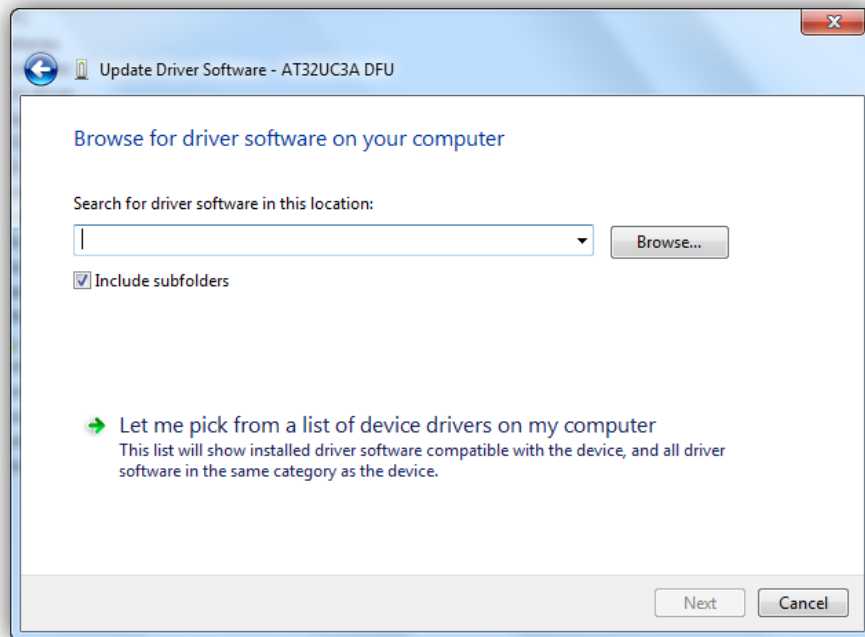 Update Driver Software - AT32UC3A DFU
Browse for driver software on your computer
Search for driver software in this location:
Browse...
Include subfolders
Let me pick from a list of device drivers on my computer
This list will show installed driver software compatible with the device, and all driver
software in the same category as the device.
Next
Cancel